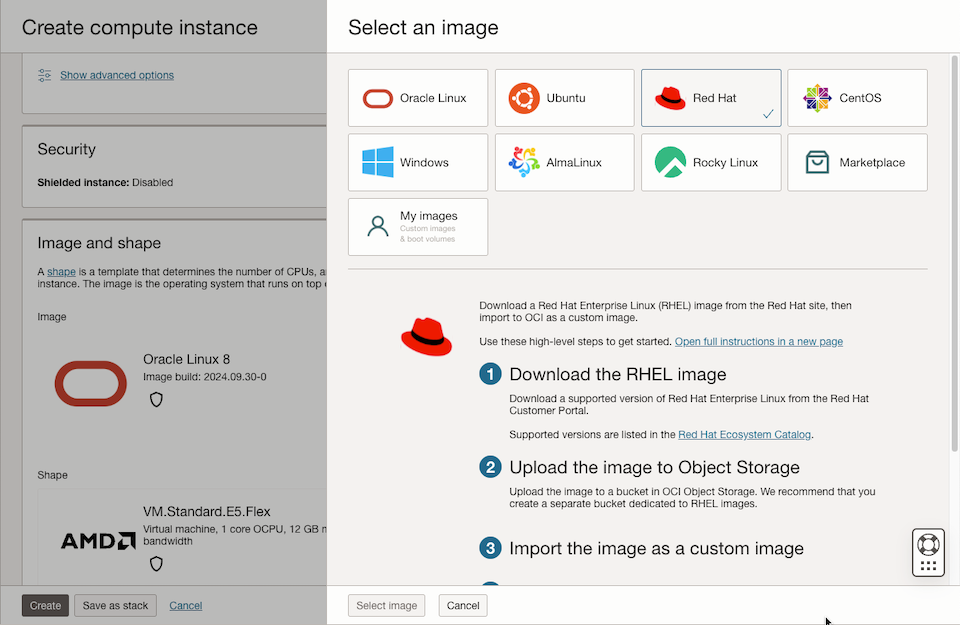 Create compute instance
Show advanced options
Security
Shielded instance: Disabled
Image and shape
A shape is a template that determines the number of CPUs, a
instance. The image is the operating system that runs on top
Image
Oracle Linux 8
Image build: 2024.09.30-0
Shape
AMD
VM.Standard.E5.Flex
Virtual machine, 1 core OCPU, 12 GB
bandwidth
Create
Save as stack
Cancel
Select an image
Oracle Linux
Ubuntu
Red Hat
CentOS
Windows
AlmaLinux
Rocky Linux
Marketplace
My images
Custom images
& boot volumes
Download a Red Hat Enterprise Linux (RHEL) image from the Red Hat site, then
import to OCI as a custom image.
Use these high-level steps to get started. Open full instructions in a new page
1 Download the RHEL image
Download a supported version of Red Hat Enterprise Linux from the Red Hat
Customer Portal.
Supported versions are listed in the Red Hat Ecosystem Catalog.
2 Upload the image to Object Storage
Upload the image to a bucket in OCI Object Storage. We recommend that you
create a separate bucket dedicated to RHEL images.
3 Import the image as a custom image
Select image
Cancel